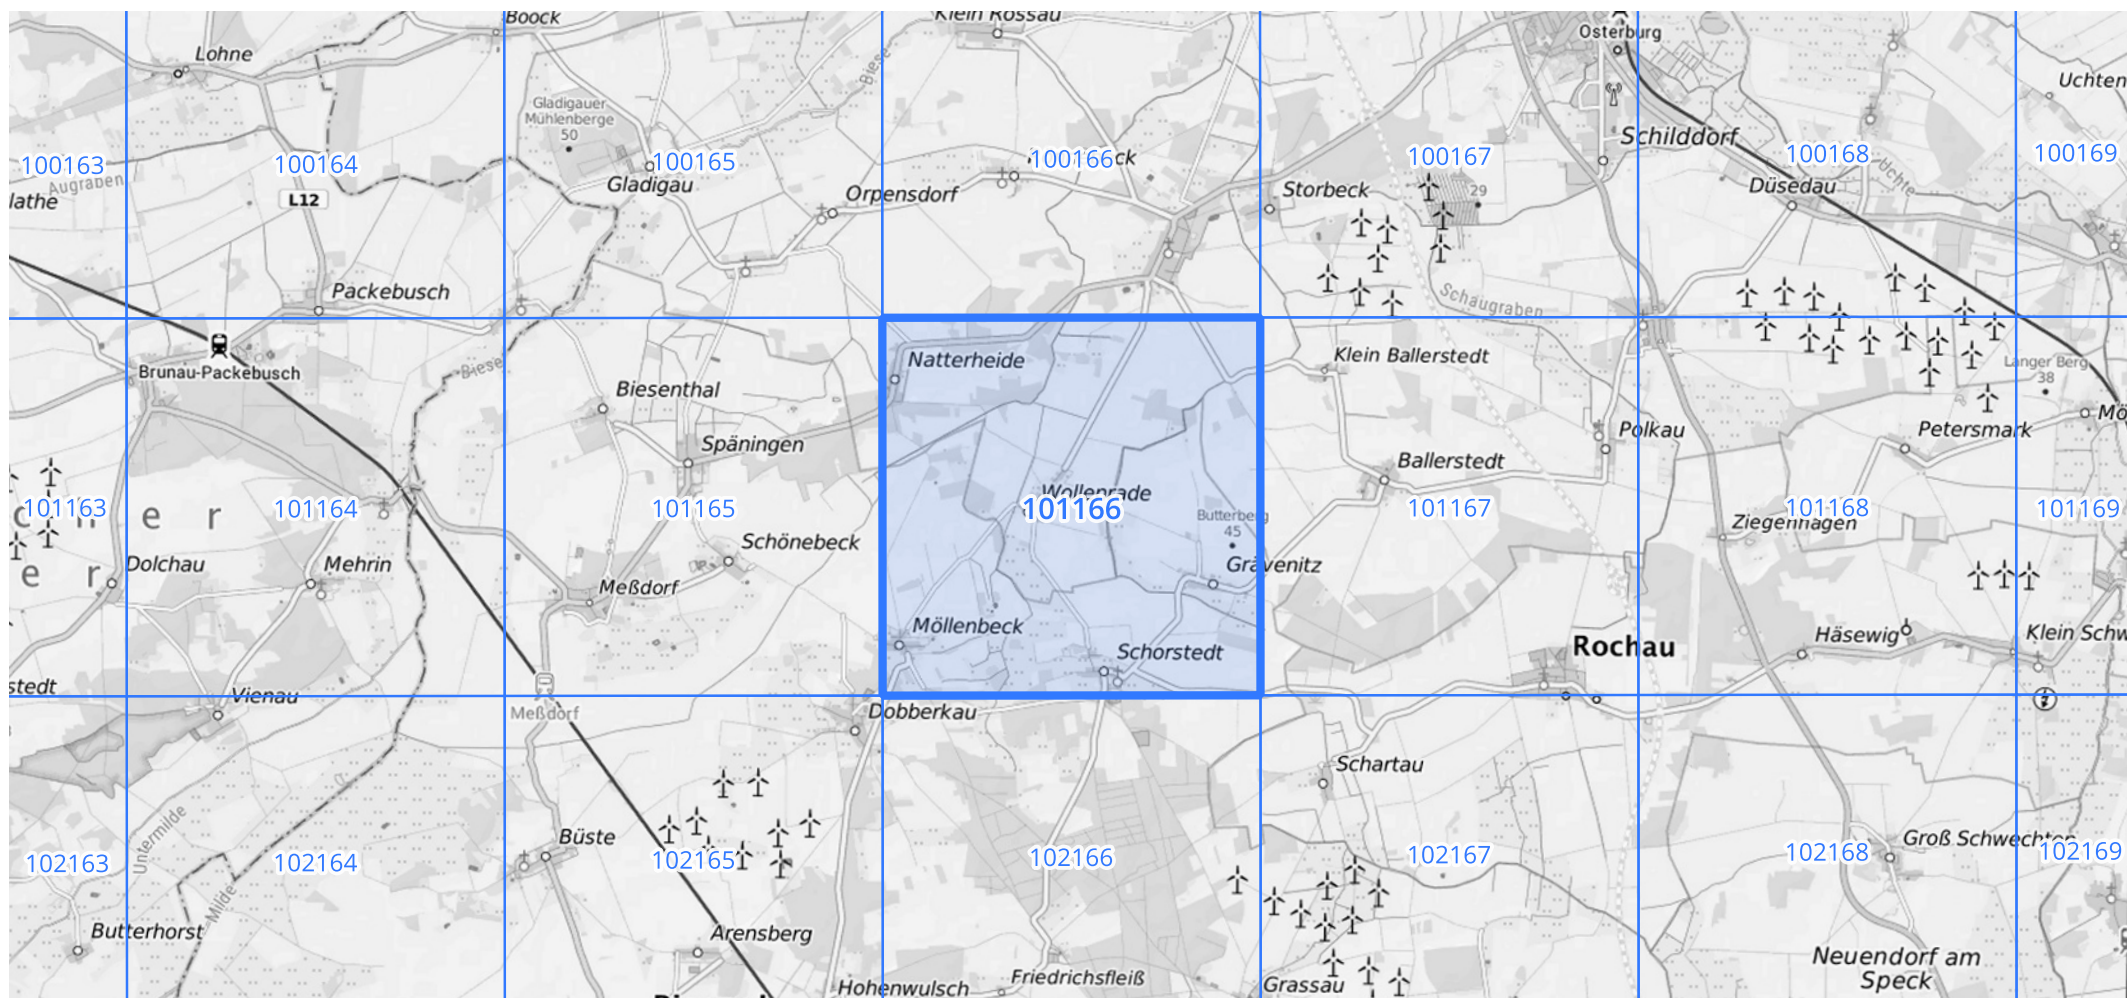 Boock
Klein Rossau
Osterburg
Lohne
Biese
Uchten
Gladigauer
Mühlenberge
50
Schilddorf
100163
100164
100165
100166
ck
100167
100168
100169
Augraben
lathe
L12
Gladigau
Orpensdorf
Storbeck
29
Düsedau
Uchte
Packebusch
Schaugraben
Brunau-Packebusch
Biese
Biesenthal
Natterheide
Klein Ballerstedt
Langer Berg
38
Mö
Späningen
Ballerstedt
Polkau
Petersmark
101163
e r
101164
101165
Wollenrade
101166
Butterberg
45
101167
101168
Ziegenhagen
101169
e r
Dolchau
Mehrin
Schönebeck
Meßdorf
Grävenitz
Möllenbeck
Schorstedt
Rochau
Häsewig
Klein Schw
stedt
Vienau
Meßdorf
Dobberkau
Schartau
Untermilde
Büste
Groß Schwechten
102163
102164
102165
102166
102167
102168
102169
Milde
Butterhorst
Arensberg
Hohenwulsch
Friedrichsfleiß
Grassau
Neuendorf am
Speck